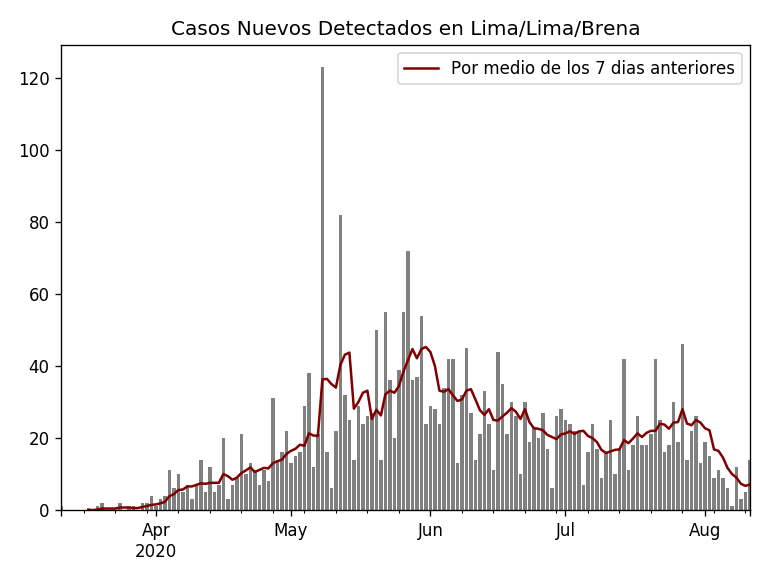 Casos Nuevos Detectados en Lima/Lima/Brena
Por medio de los 7 dias anteriores
120
100
80
60
40
20
0
Apr May Jun Jul Aug
2020